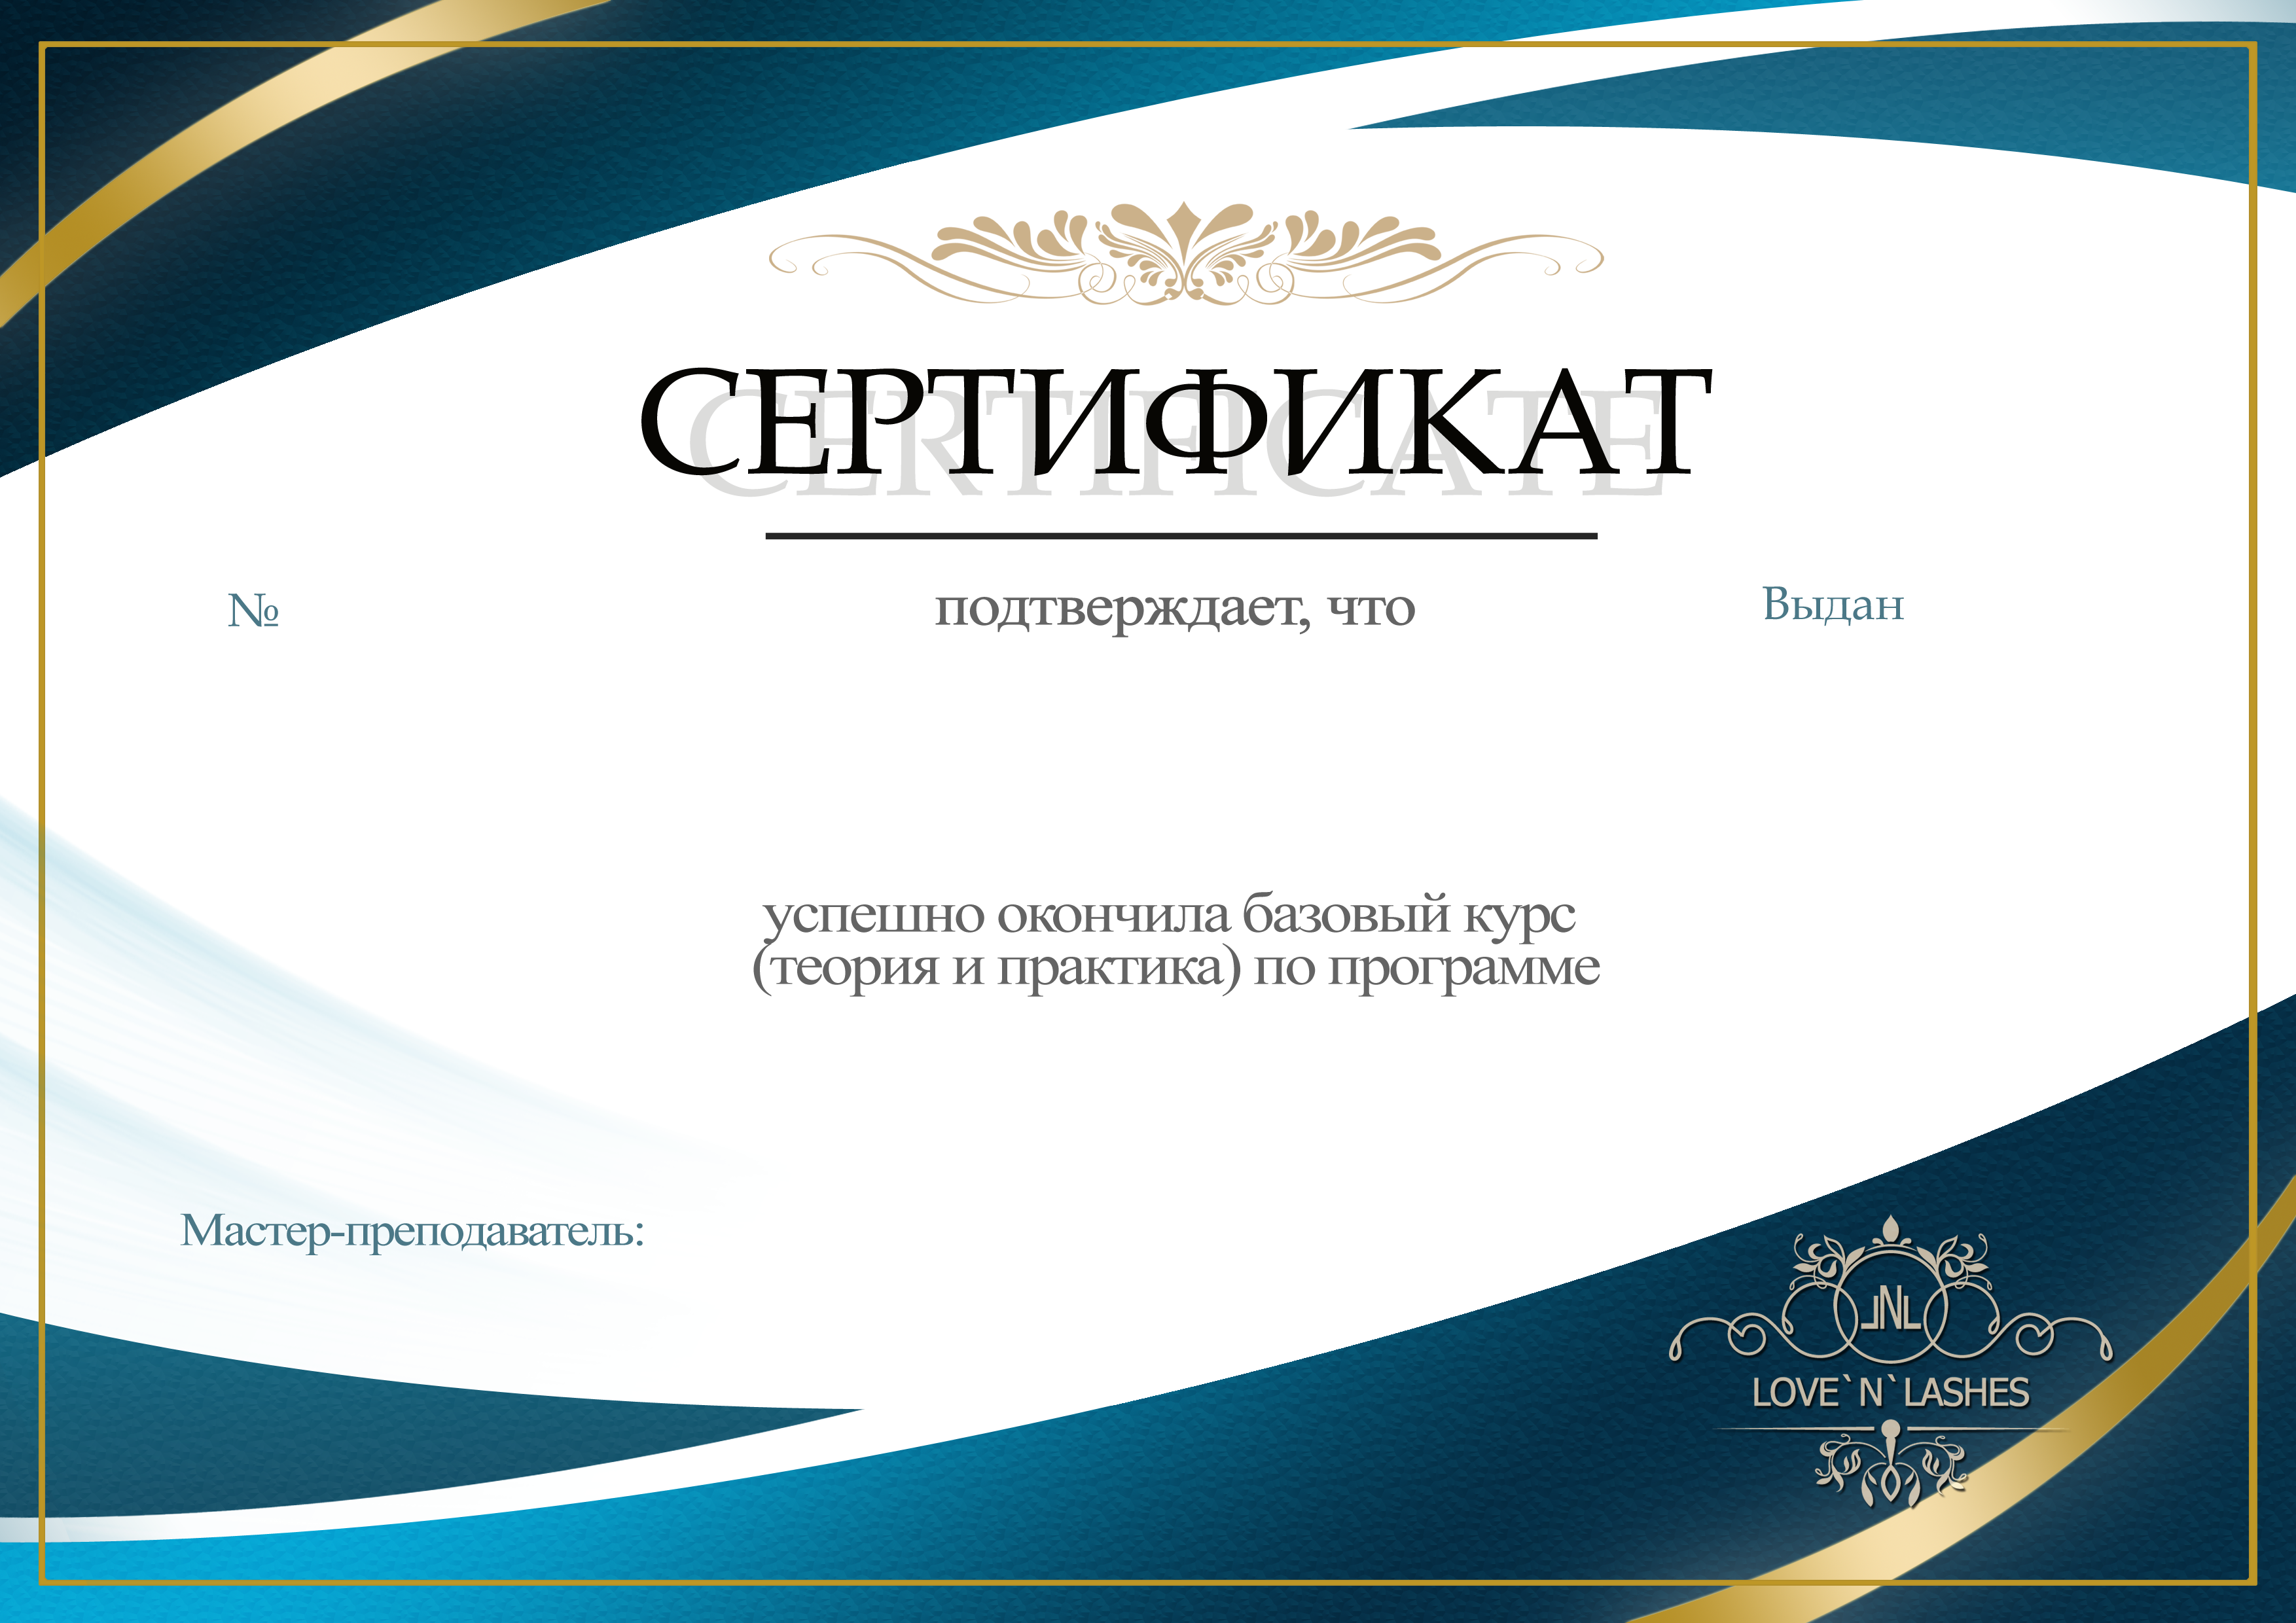 СЕРТИФИКАТ
CERTIFICATE
№
подтверждает, что
Выдан
успешно окончила базовый курс
(теория и практика) по программе
Мастер-преподаватель:
LNL
LOVE`N`LASHES